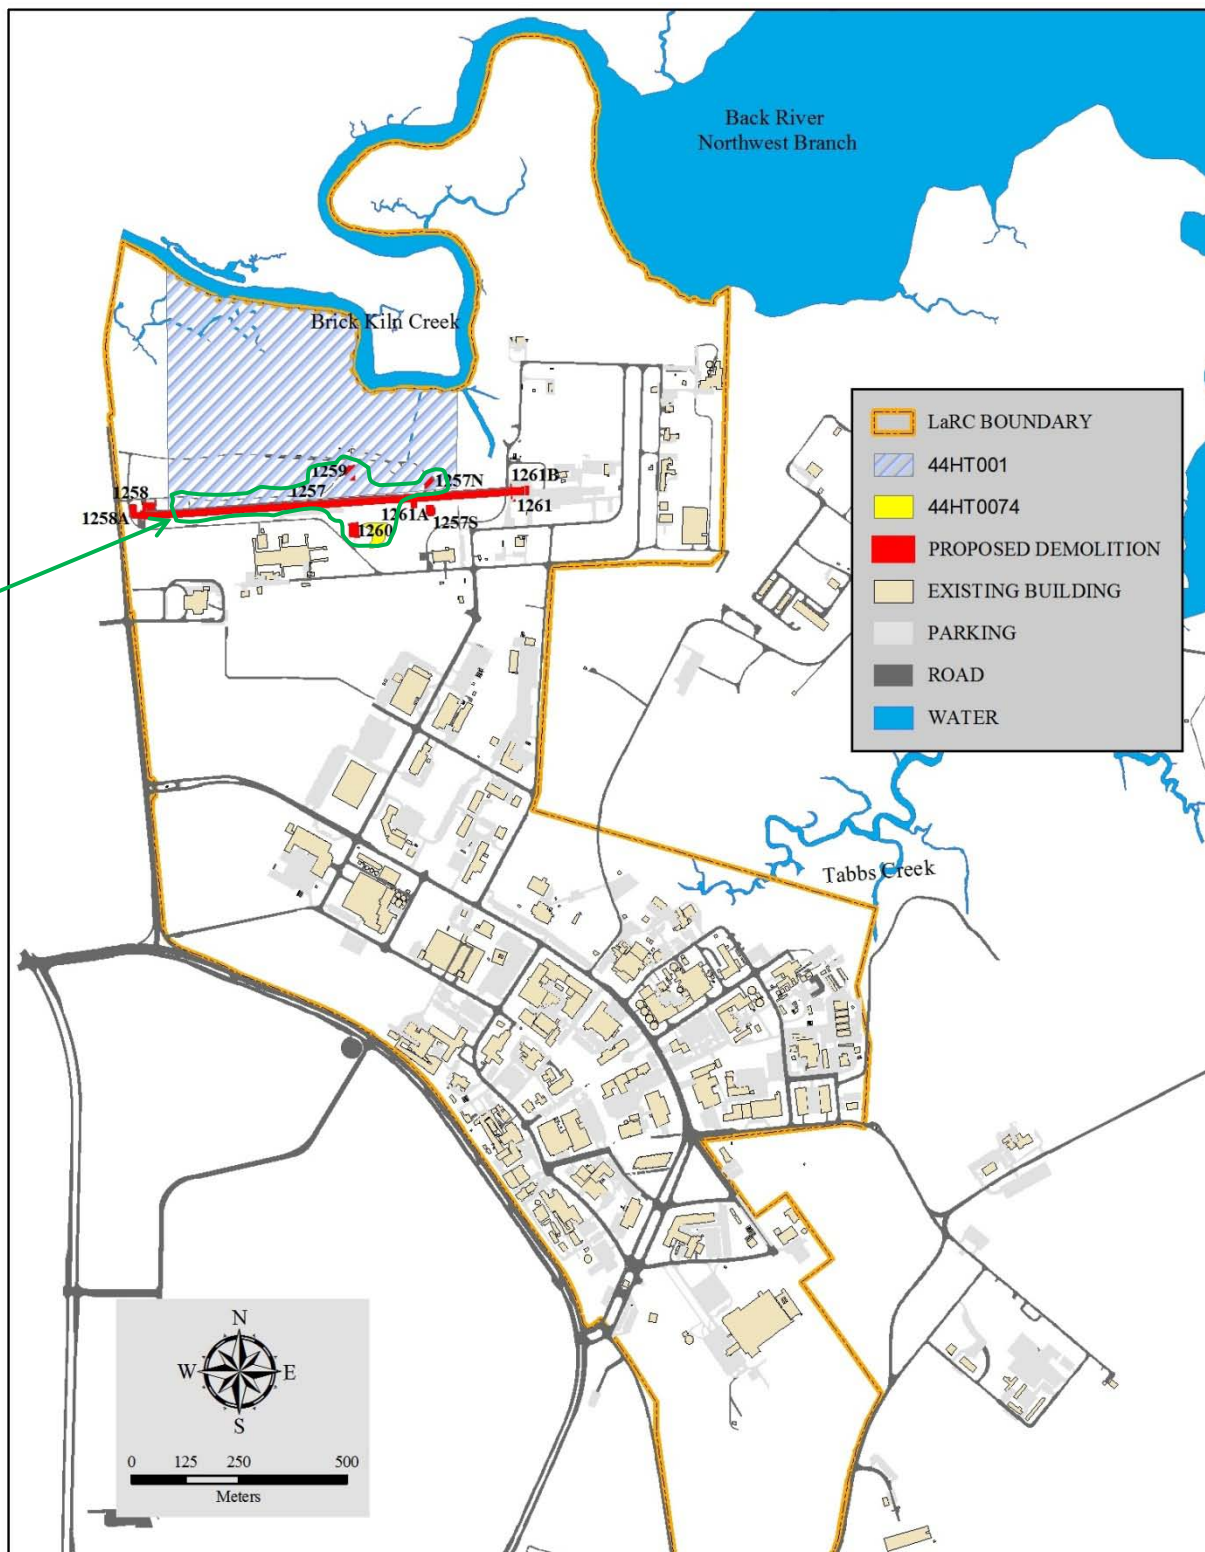 Back River
Northwest Branch
Brick Kiln Creek
LaRC BOUNDARY
44HT001
44HT0074
PROPOSED DEMOLITION
EXISTING BUILDING
PARKING
ROAD
WATER
1259
1257N
1261B
1258
1257
1258A
1261A
1261
1257S
1260
Tabbs Creek
N
W
E
S
0 125 250 500
Meters